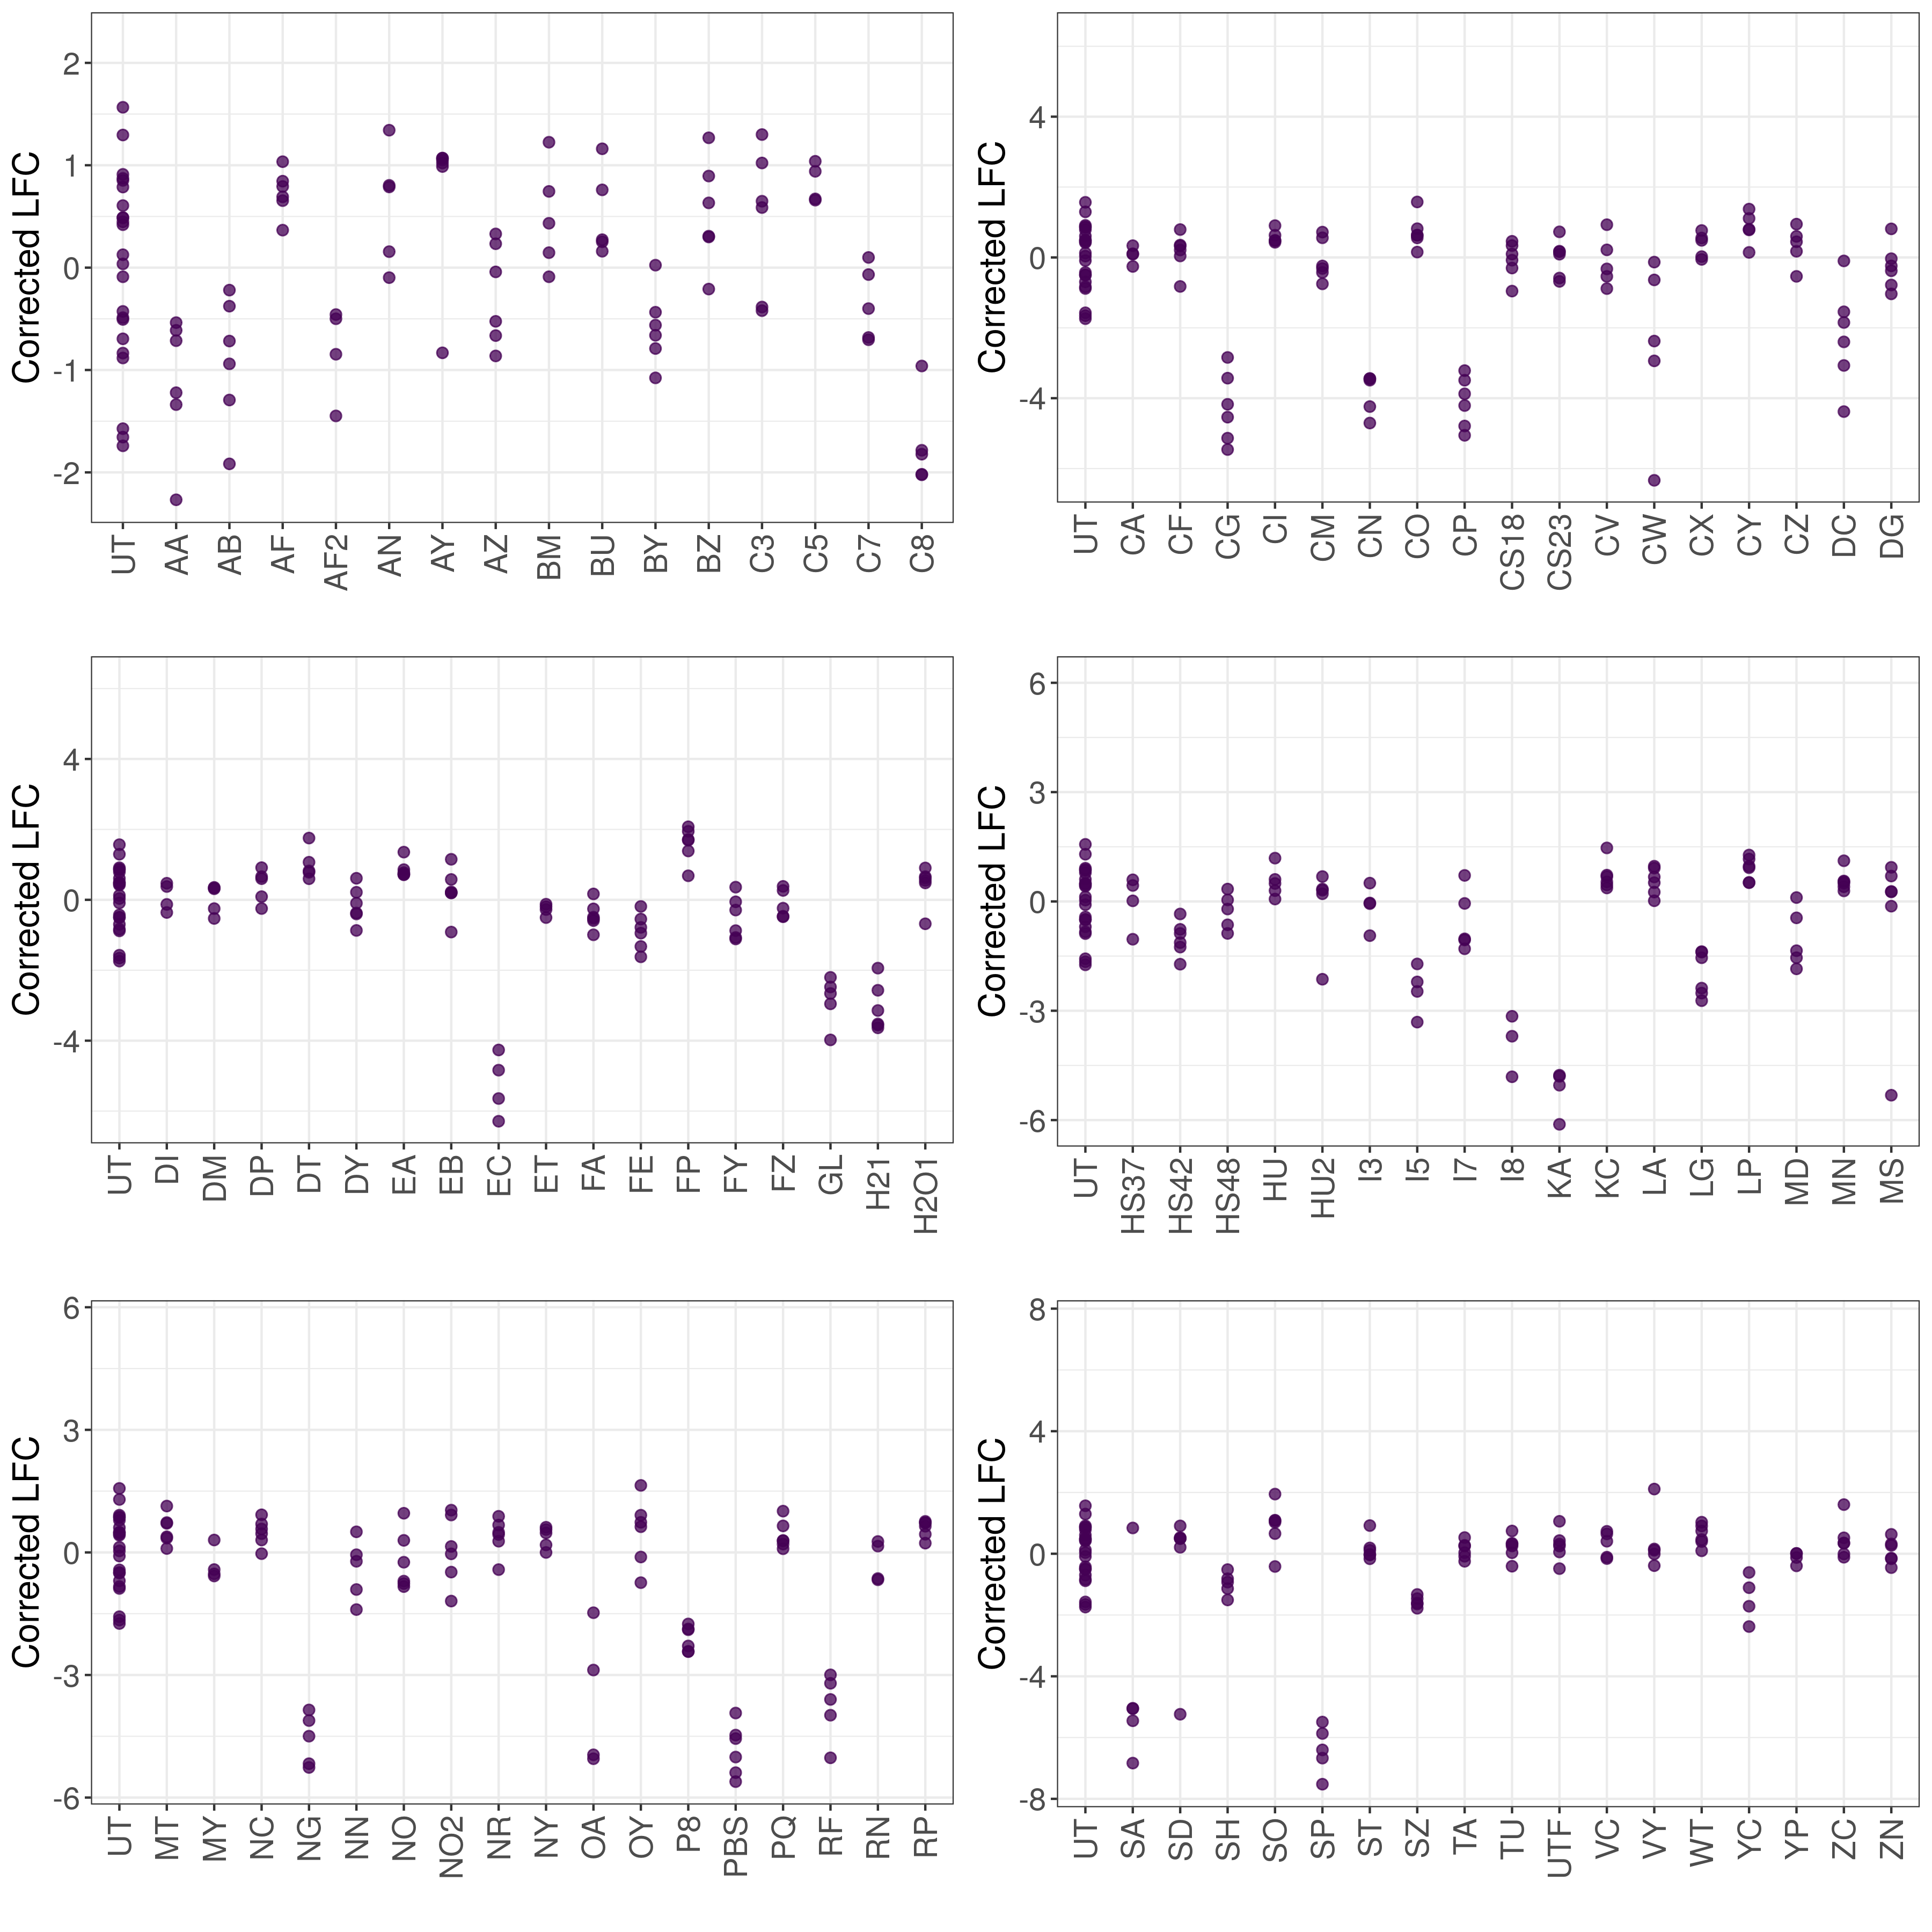 Corrected LFC
2
1
0
-1
-2
UT AA AB AF AF2 AN AY AZ BM BU BY BZ C3 C5 C7 C8
Corrected LFC
4
0
-4
UT CA CF CG CI CM CN CO CP CS18 CS23 CV CW CX CY CZ DC DG
Corrected LFC
4
0
-4
UT DI DM DP DT DY EA EB EC ET FA FE FP FY FZ GL H21 H2O1
Corrected LFC
6
3
0
-3
-6
UT HS37 HS42 HS48 HU HU2 I3 I5 I7 I8 KA KC LA LG LP MD MN MS
Corrected LFC
6
3
0
-3
-6
UT MT MY NC NG NN NO NO2 NR NY OA OY P8 PBS PQ RF RN RP
Corrected LFC
8
4
0
-4
-8
UT SA SD SH SO SP ST SZ TA TU UTF VC VY WT YC YP ZC ZN